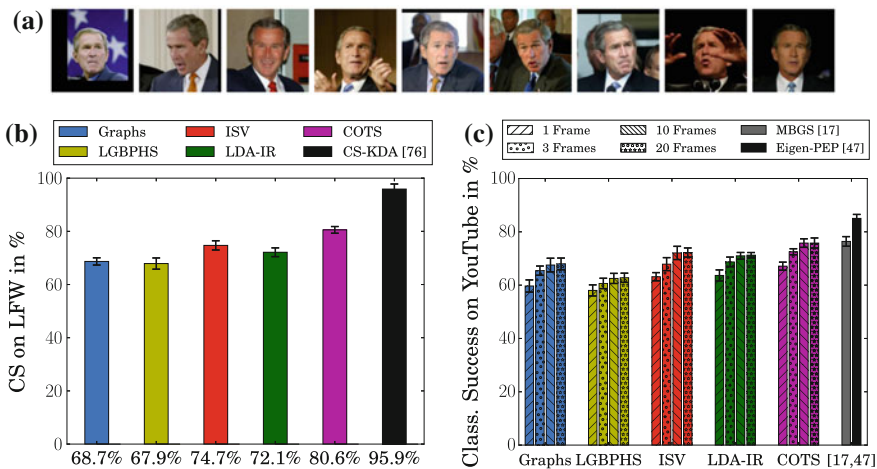 (a)
(b)
Graphs ISV COTS
LGBPHS LDA-IR CS-KDA [76]
CS on LFW in %
100
80
60
40
20
0
68.7% 67.9% 74.7% 72.1% 80.6% 95.9%
(c)
1 Frame 10 Frames MBGS [17]
3 Frames 20 Frames Eigen-PEP [47]
Class. Success on YouTube in %
100
80
60
40
20
0
Graphs LGBPHS ISV LDA-IR COTS [17,47]